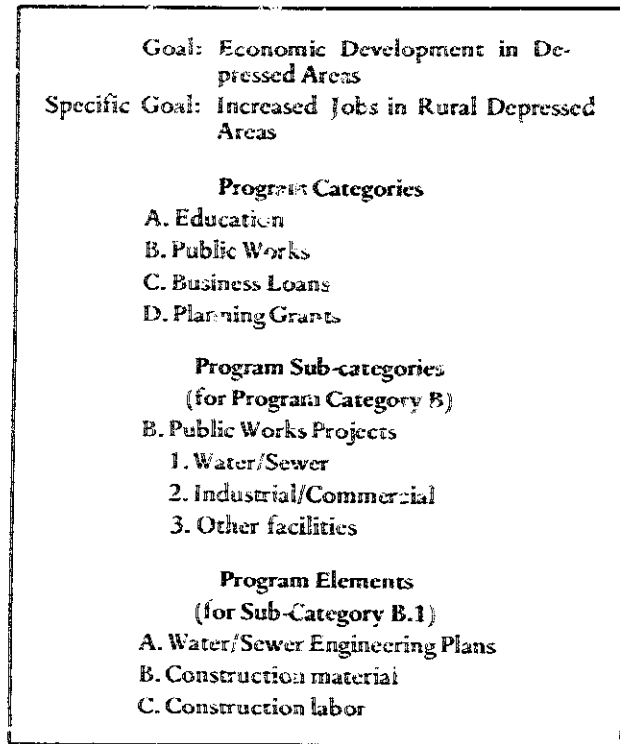 Goal: Economic Development in De-
pressed Areas
Specific Goal: Increased Jobs in Rural Depressed
Areas
Program Categories
A. Education
B. Public Works
C. Business Loans
D. Planning Grants
Program Sub-categories
(for Program Category B)
B. Public Works Projects
1. Water/Sewer
2. Industrial/Commercial
3. Other facilities
Program Elements
(for Sub-Category B.1)
A. Water/Sewer Engineering Plans
B. Construction material
C. Construction labor